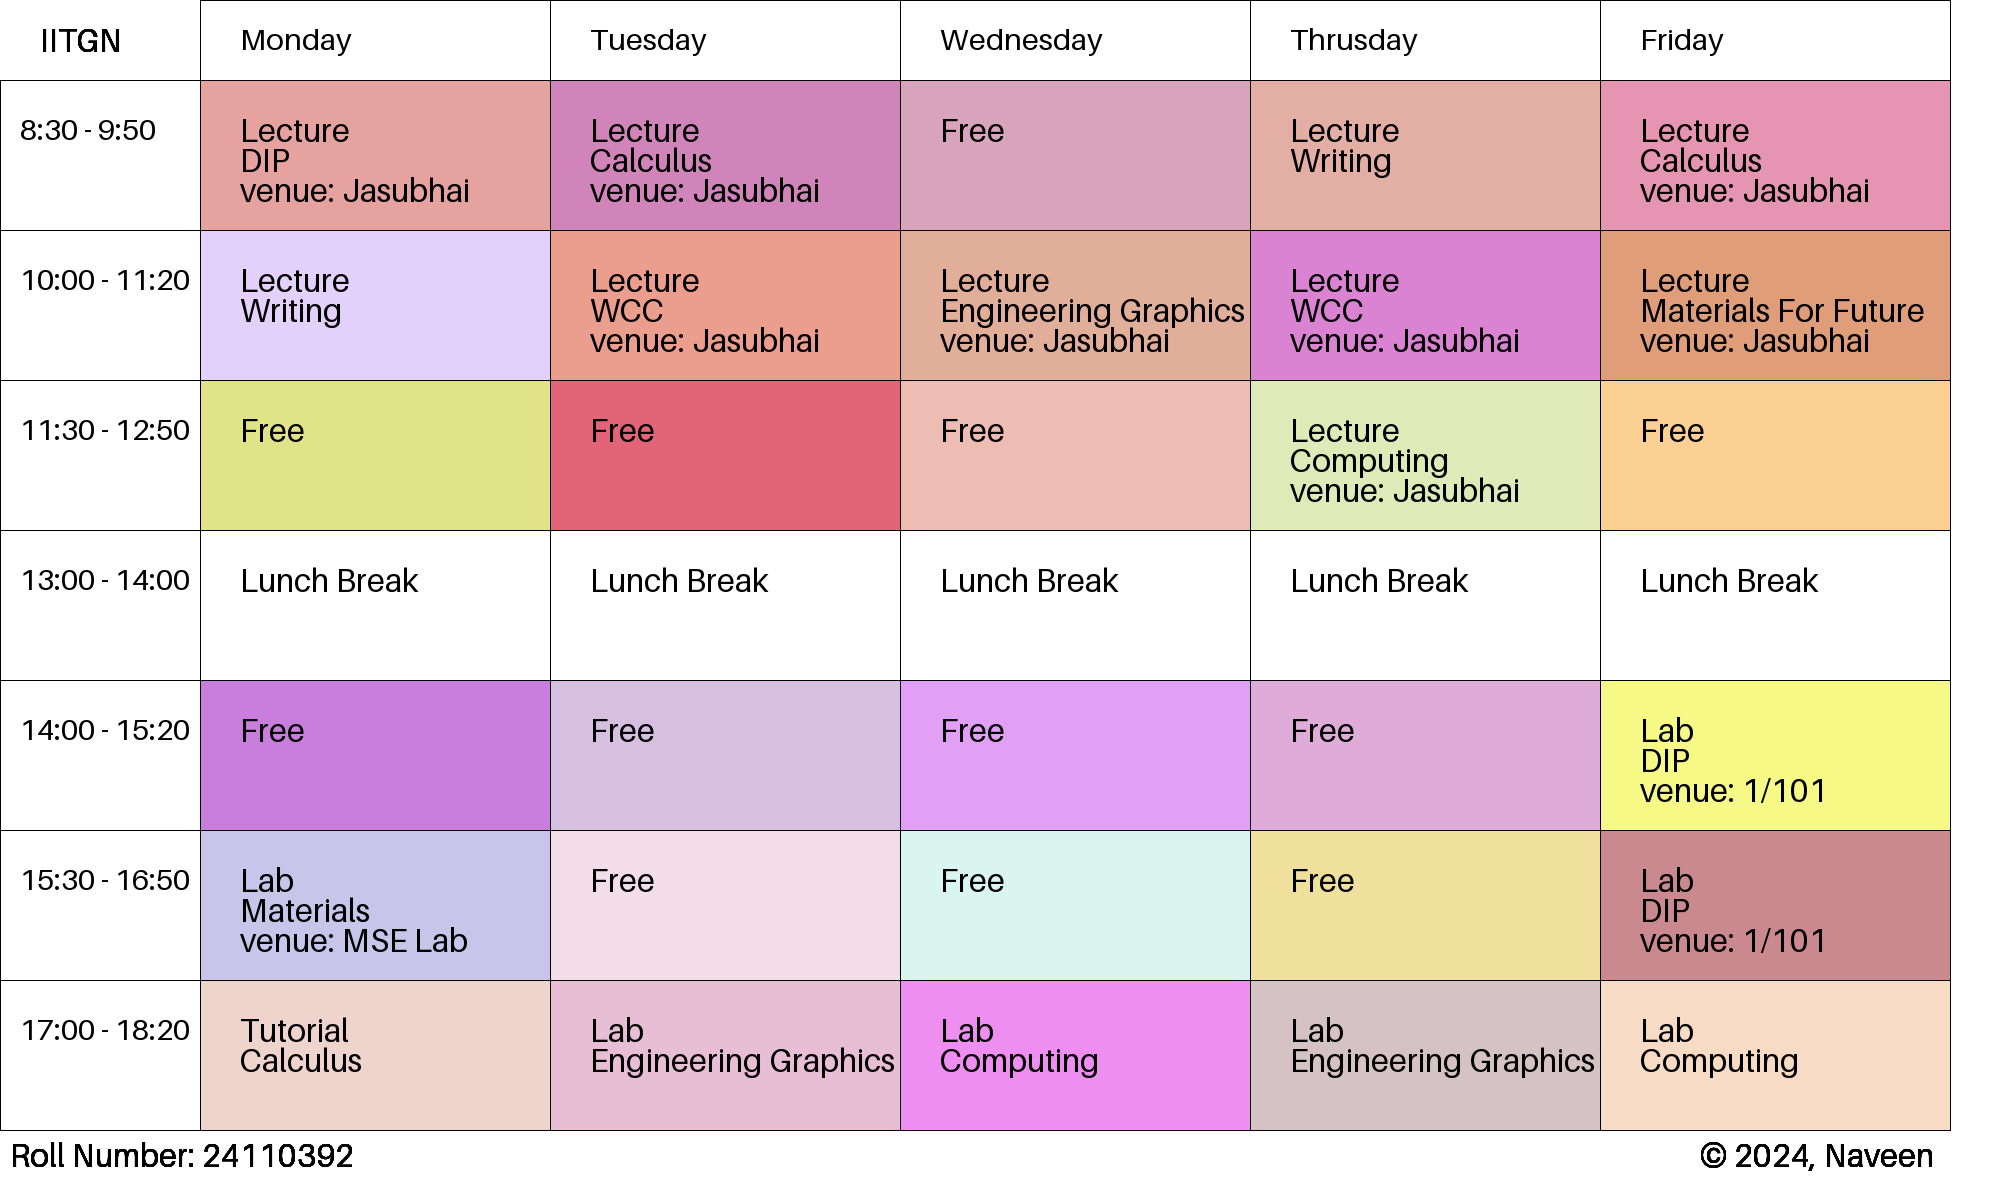 IITGN
Monday
Tuesday
Wednesday
Thrusday
Friday
8:30 - 9:50
Lecture
DIP
venue: Jasubhai
Lecture
Calculus
venue: Jasubhai
Free
Lecture
Writing
Lecture
Calculus
venue: Jasubhai
10:00 - 11:20
Lecture
Writing
Lecture
WCC
venue: Jasubhai
Lecture
Engineering Graphics
venue: Jasubhai
Lecture
WCC
venue: Jasubhai
Lecture
Materials For Future
venue: Jasubhai
11:30 - 12:50
Free
Free
Free
Lecture
Computing
venue: Jasubhai
Free
13:00 - 14:00
Lunch Break
Lunch Break
Lunch Break
Lunch Break
Lunch Break
14:00 - 15:20
Free
Free
Free
Free
Lab
DIP
venue: 1/101
15:30 - 16:50
Lab
Materials
venue: MSE Lab
Free
Free
Free
Lab
DIP
venue: 1/101
17:00 - 18:20
Tutorial
Calculus
Lab
Engineering Graphics
Lab
Computing
Lab
Engineering Graphics
Lab
Computing
Roll Number: 24110392
© 2024, Naveen